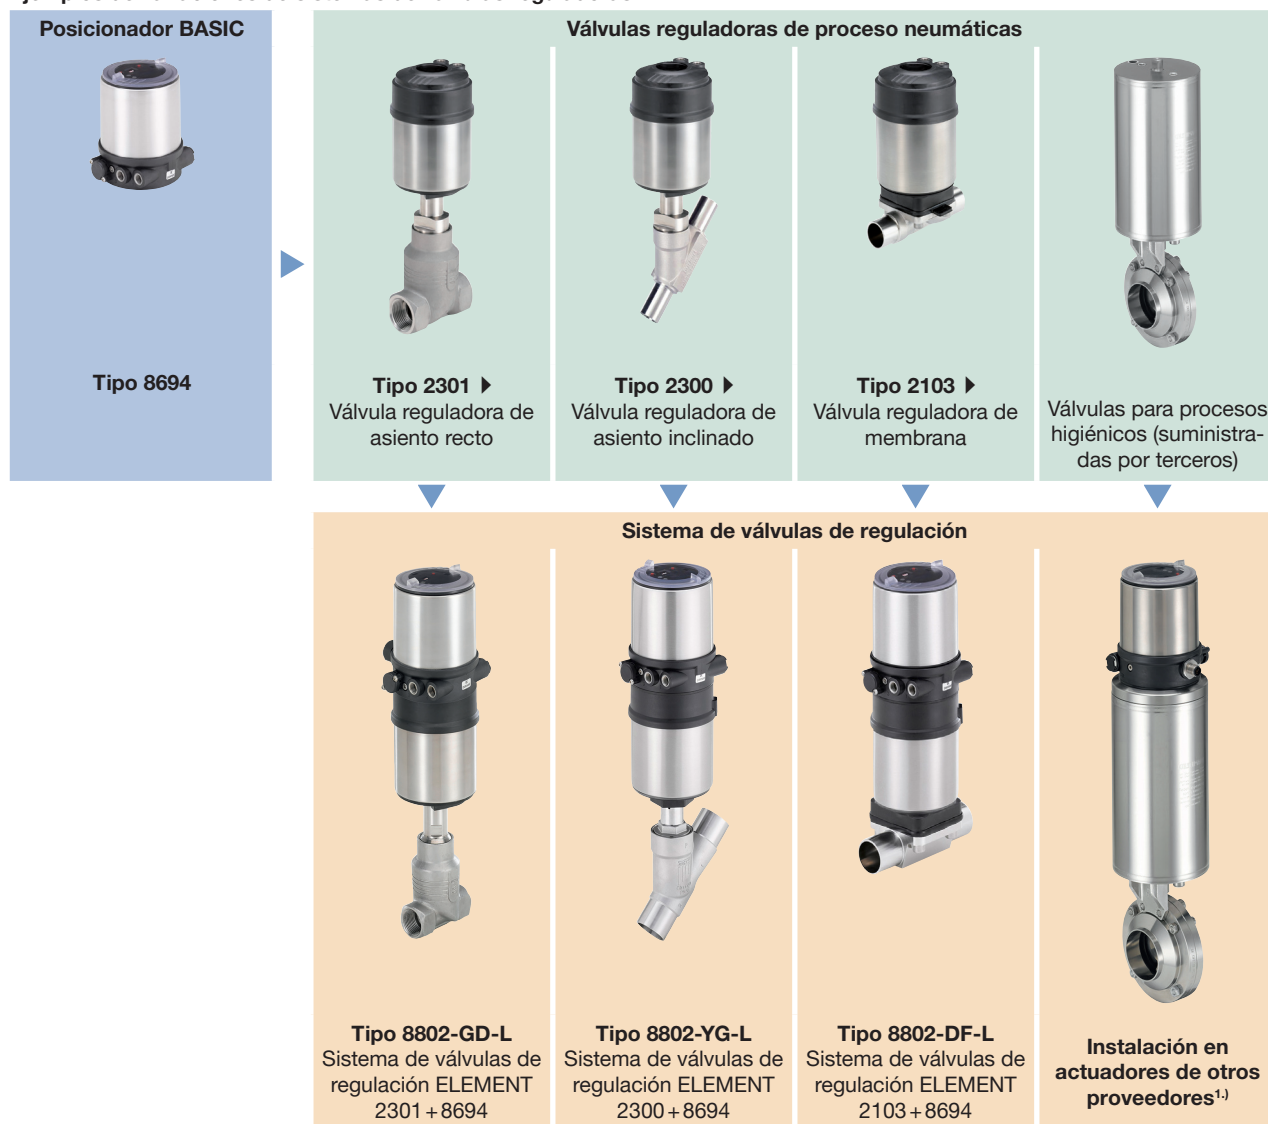 Posicionador BASIC
Tipo 8694
Válvulas reguladoras de proceso neumáticas
Tipo 2301
Válvula reguladora de
asiento recto
Tipo 2300
Válvula reguladora de
asiento inclinado
Tipo 2103
Válvula reguladora de
membrana
Válvulas para procesos
higiénicos (suministra-
das por terceros)
Sistema de válvulas de regulación
Tipo 8802-GD-L
Sistema de válvulas de
regulación ELEMENT
2301 + 8694
Tipo 8802-YG-L
Sistema de válvulas de
regulación ELEMENT
2300 + 8694
Tipo 8802-DF-L
Sistema de válvulas de
regulación ELEMENT
2103 + 8694
Instalación en
actuadores de otros
proveedores1.)